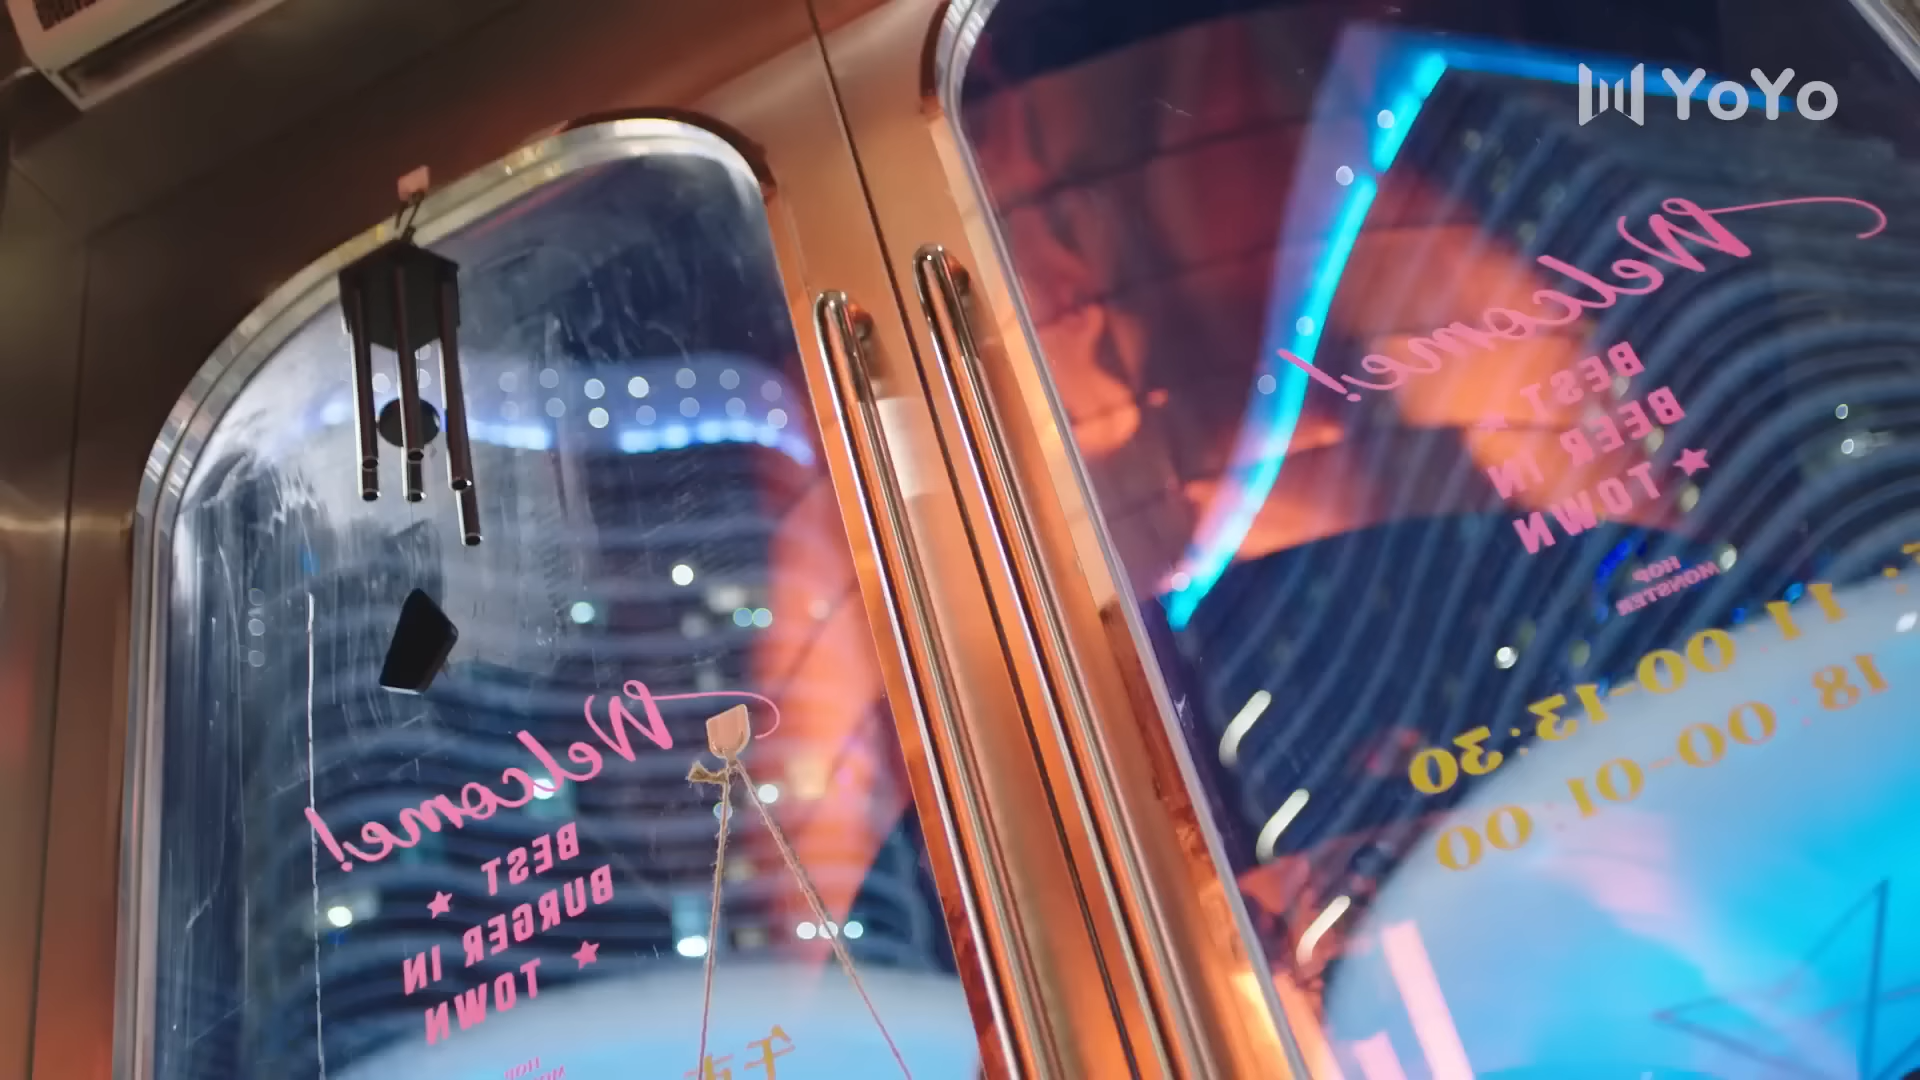 YoYo
Welcome!
BEST
BEER IN
TOWN
HOP
MONSTER
11:00-13:30
18:00-01:00
Welcome!
BEST
BURGER IN
TOWN
HOP